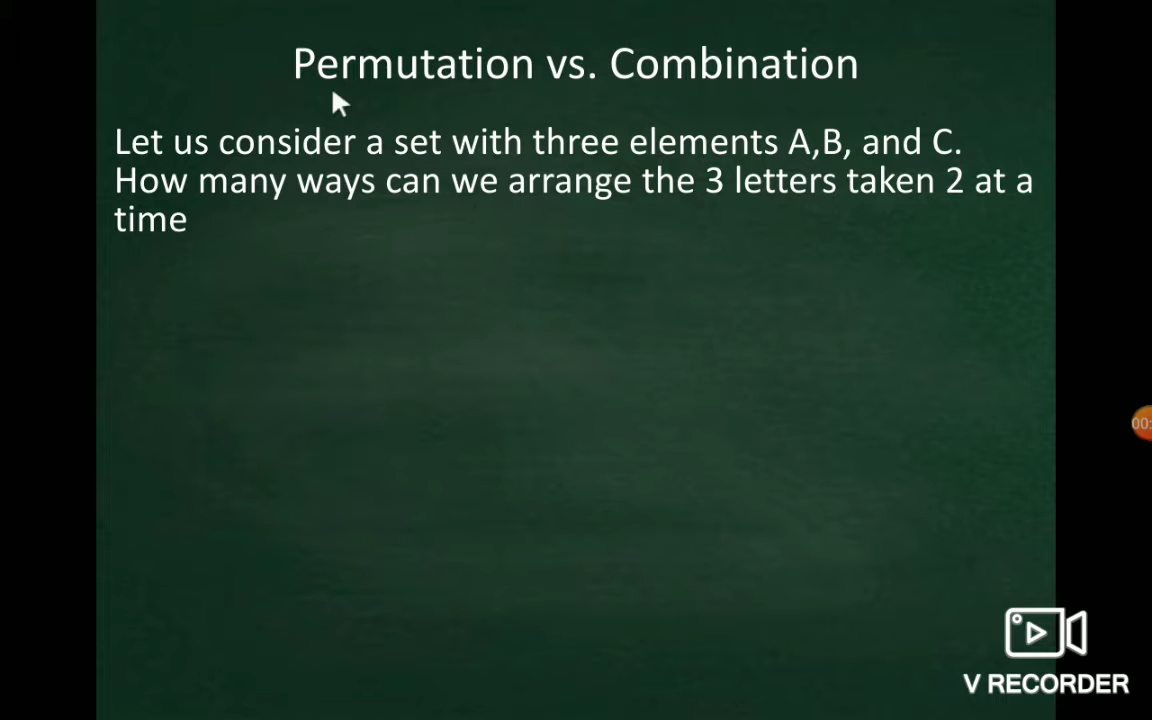 Permutation vs. Combination
Let us consider a set with three elements A,B, and C.
How many ways can we arrange the 3 letters taken 2 at a
time
00:
V RECORDER